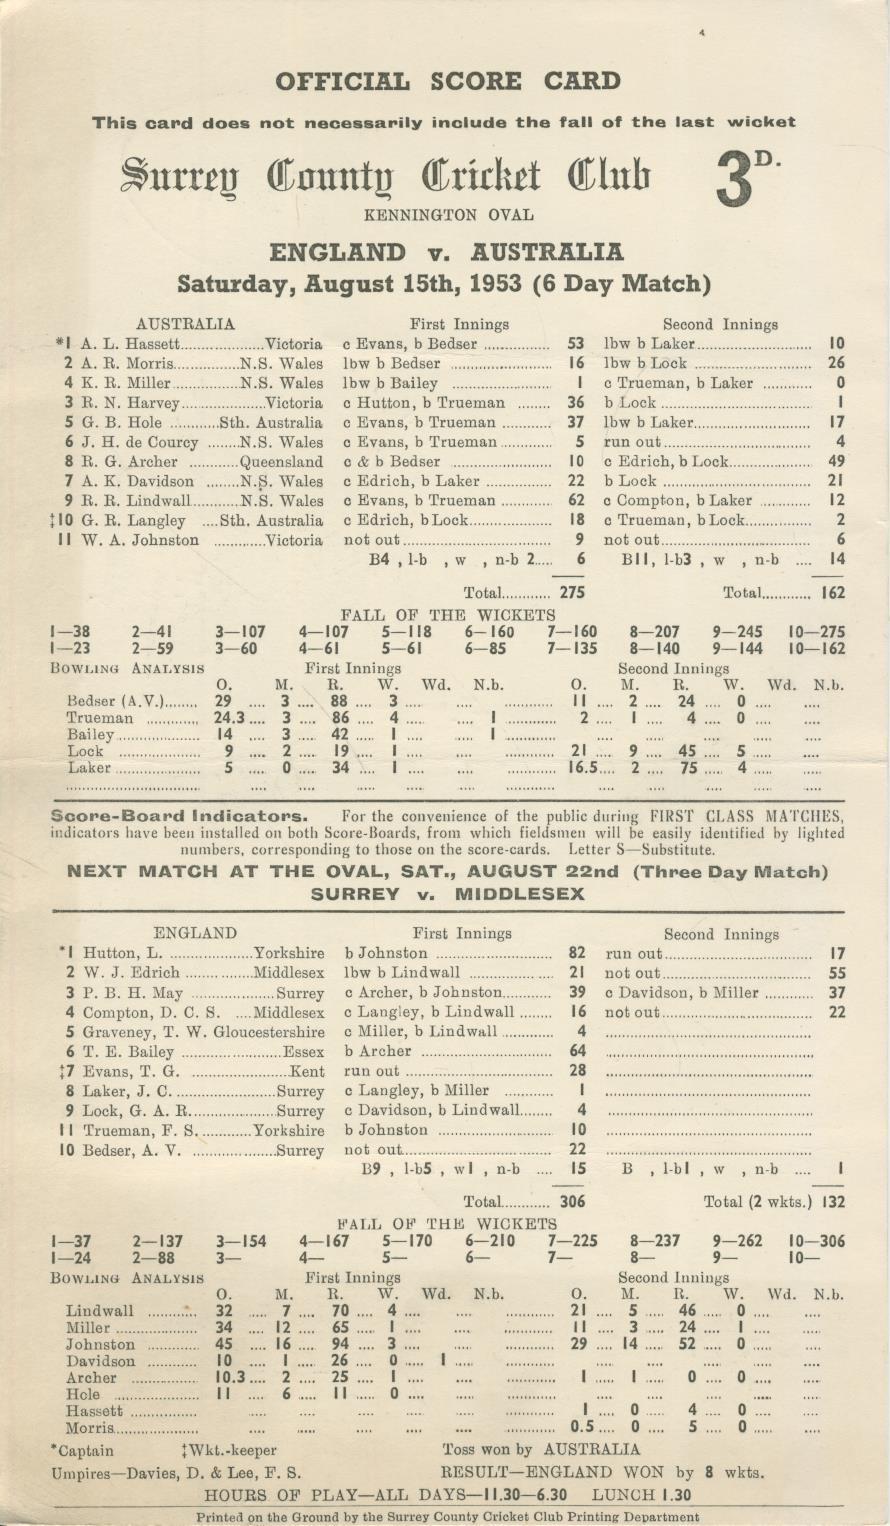 OFFICIAL SCORE CARD
This card does not necessarily include the fall of the last wicket
Surrey County Cricket Club 3D.
KENNINGTON OVAL
ENGLAND v. AUSTRALIA
Saturday, August 15th, 1953 (6 Day Match)
AUSTRALIA First Innings Second Innings
*1 A. L. Hassett....................Victoria c Evans, b Bedser ................ 53 lbw b Laker........................... 10
2 A. R. Morris................N.S. Wales lbw b Bedser ........................ 16 lbw b Lock ............................ 26
4 K. R. Miller................N.S. Wales lbw b Bailey ........................ 1 c Trueman, b Laker ............ 0
3 R. N. Harvey....................Victoria c Hutton, b Trueman ........ 36 b Lock .................................... 1
5 G. B. Hole ............Sth. Australia c Evans, b Trueman ............ 37 lbw b Laker........................... 17
6 J. H. de Courcy ........N.S. Wales c Evans, b Trueman............ 5 run out................................... 4
8 R. G. Archer ............Queensland c & b Bedser ........................ 10 c Edrich, b Lock.................... 49
7 A. K. Davidson ........N.S. Wales c Edrich, b Laker ................ 22 b Lock .................................... 21
9 R. R. Lindwall...........N.S. Wales c Evans, b Trueman ............ 62 c Compton, b Laker ............ 12
‡10 G. R. Langley ....Sth. Australia c Edrich, b Lock.................... 18 c Trueman, b Lock................ 2
11 W. A. Johnston ............Victoria not out.................................... 9 not out.................................... 6
B4 , l-b , w , n-b 2..... 6 B11, l-b3 , w , n-b .... 14
Total............ 275 Total............ 162
FALL OF THE WICKETS
1—38 2—41 3—107 4—107 5—118 6—160 7—160 8—207 9—245 10—275
1—23 2—59 3—60 4—61 5—61 6—85 7—135 8—140 9—144 10—162
BOWLING ANALYSIS First Innings Second Innings
O. M. R. W. Wd. N.b. O. M. R. W. Wd. N.b.
Bedser (A.V.)........ 29 .... 3 .... 88 .... 3 .... .... .... 11 .... 2 .... 24 .... 0 .... ....
Trueman ............. 24.3 .... 3 .... 86 .... 4 .... .... 1 ............ 2 .... 1 .... 4 .... 0 .... ....
Bailey..................... 14 .... 3 .... 42 .... 1 .... .... 1 ............ .... .... .... .... ....
Lock ..................... 9 .... 2 .... 19 .... 1 .... .... ............ 21 .... 9 .... 45 .... 5 .... ....
Laker ..................... 5 .... 0 .... 34 .... 1 .... .... ............ 16.5 .... 2 .... 75 .... 4 .... ....
Score-Board Indicators. For the convenience of the public during FIRST CLASS MATCHES,
indicators have been installed on both Score-Boards, from which fieldsmen will be easily identified by lighted
numbers, corresponding to those on the score-cards. Letter S—Substitute.
NEXT MATCH AT THE OVAL, SAT., AUGUST 22nd (Three Day Match)
SURREY v. MIDDLESEX
ENGLAND First Innings Second Innings
*1 Hutton, L. ....................Yorkshire b Johnston ............................ 82 run out................................... 17
2 W. J. Edrich ................Middlesex lbw b Lindwall .................... 21 not out.................................... 55
3 P. B. H. May ....................Surrey c Archer, b Johnston............ 39 c Davidson, b Miller ............ 37
4 Compton, D. C. S. ....Middlesex c Langley, b Lindwall ........ 16 not out.................................... 22
5 Graveney, T. W. Gloucestershire c Miller, b Lindwall ............ 4
6 T. E. Bailey ........................Essex b Archer ................................ 64
‡7 Evans, T. G. ........................Kent run out ................................... 28
8 Laker, J. C. ........................Surrey c Langley, b Miller ............ 1
9 Lock, G. A. R.....................Surrey c Davidson, b Lindwall........ 4
11 Trueman, F. S.............Yorkshire b Johnston ............................ 10
10 Bedser, A. V. ....................Surrey not out.................................... 22
B9 , l-b5 , w1 , n-b .... 15 B , l-b1 , w , n-b .... 1
Total............ 306 Total (2 wkts.) 132
FALL OF THE WICKETS
1—37 2—137 3—154 4—167 5—170 6—210 7—225 8—237 9—262 10—306
1—24 2—88 3— 4— 5— 6— 7— 8— 9— 10—
BOWLING ANALYSIS First Innings Second Innings
O. M. R. W. Wd. N.b. O. M. R. W. Wd. N.b.
Lindwall ............ 32 .... 7 .... 70 .... 4 .... .... .... 21 .... 5 .... 46 .... 0 .... ....
Miller .................... 34 .... 12 .... 65 .... 1 .... .... .... 11 .... 3 .... 24 .... 1 .... ....
Johnston ............ 45 .... 16 .... 94 .... 3 .... .... .... 29 .... 14 .... 52 .... 0 .... ....
Davidson ............ 10 .... 1 .... 26 .... 0 .... 1 .... .... .... .... .... .... ....
Archer ................ 10.3 .... 2 .... 25 .... 1 .... .... .... 1 .... 1 .... 0 .... 0 .... ....
Hole .................... 11 .... 6 .... 11 .... 0 .... .... .... .... .... .... .... ....
Hassett ................ .... .... .... .... .... .... 1 .... 0 .... 4 .... 0 .... ....
Morris.................... .... .... .... .... .... .... 0.5 .... 0 .... 5 .... 0 .... ....
*Captain ‡Wkt.-keeper Toss won by AUSTRALIA
Umpires—Davies, D. & Lee, F. S. RESULT—ENGLAND WON by 8 wkts.
HOURS OF PLAY—ALL DAYS—11.30—6.30 LUNCH 1.30
Printed on the Ground by the Surrey County Cricket Club Printing Department